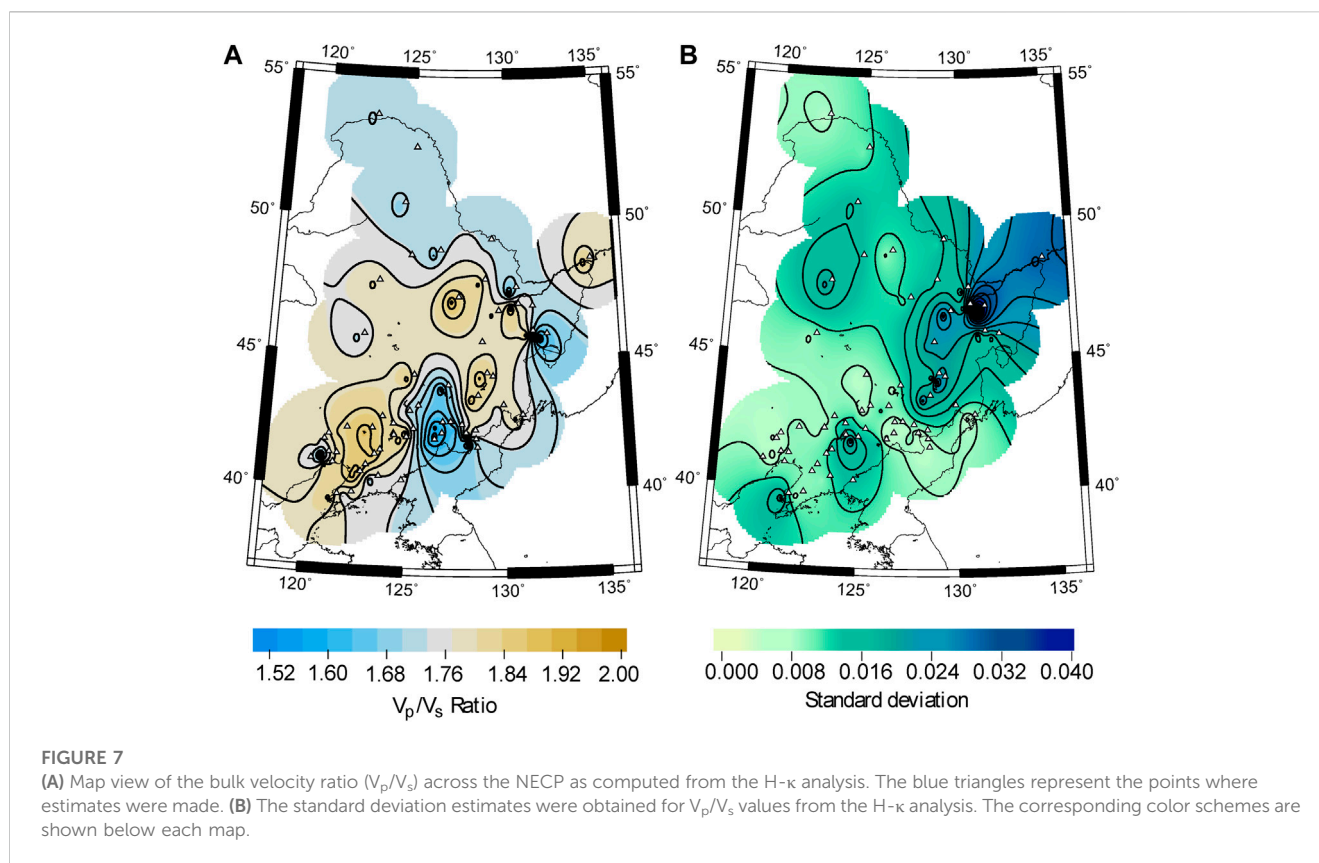 A
120° 125° 130° 135°
55° 55°
50° 50°
45° 45°
40° 40°
120° 125° 130° 135°
1.52 1.60 1.68 1.76 1.84 1.92 2.00
Vp/Vs Ratio
B
120° 125° 130° 135°
55° 55°
50° 50°
45° 45°
40° 40°
120° 125° 130° 135°
0.000 0.008 0.016 0.024 0.032 0.040
Standard deviation
FIGURE 7
(A) Map view of the bulk velocity ratio (Vp/Vs) across the NECP as computed from the H-κ analysis. The blue triangles represent the points where
estimates were made. (B) The standard deviation estimates were obtained for Vp/Vs values from the H-κ analysis. The corresponding color schemes are
shown below each map.